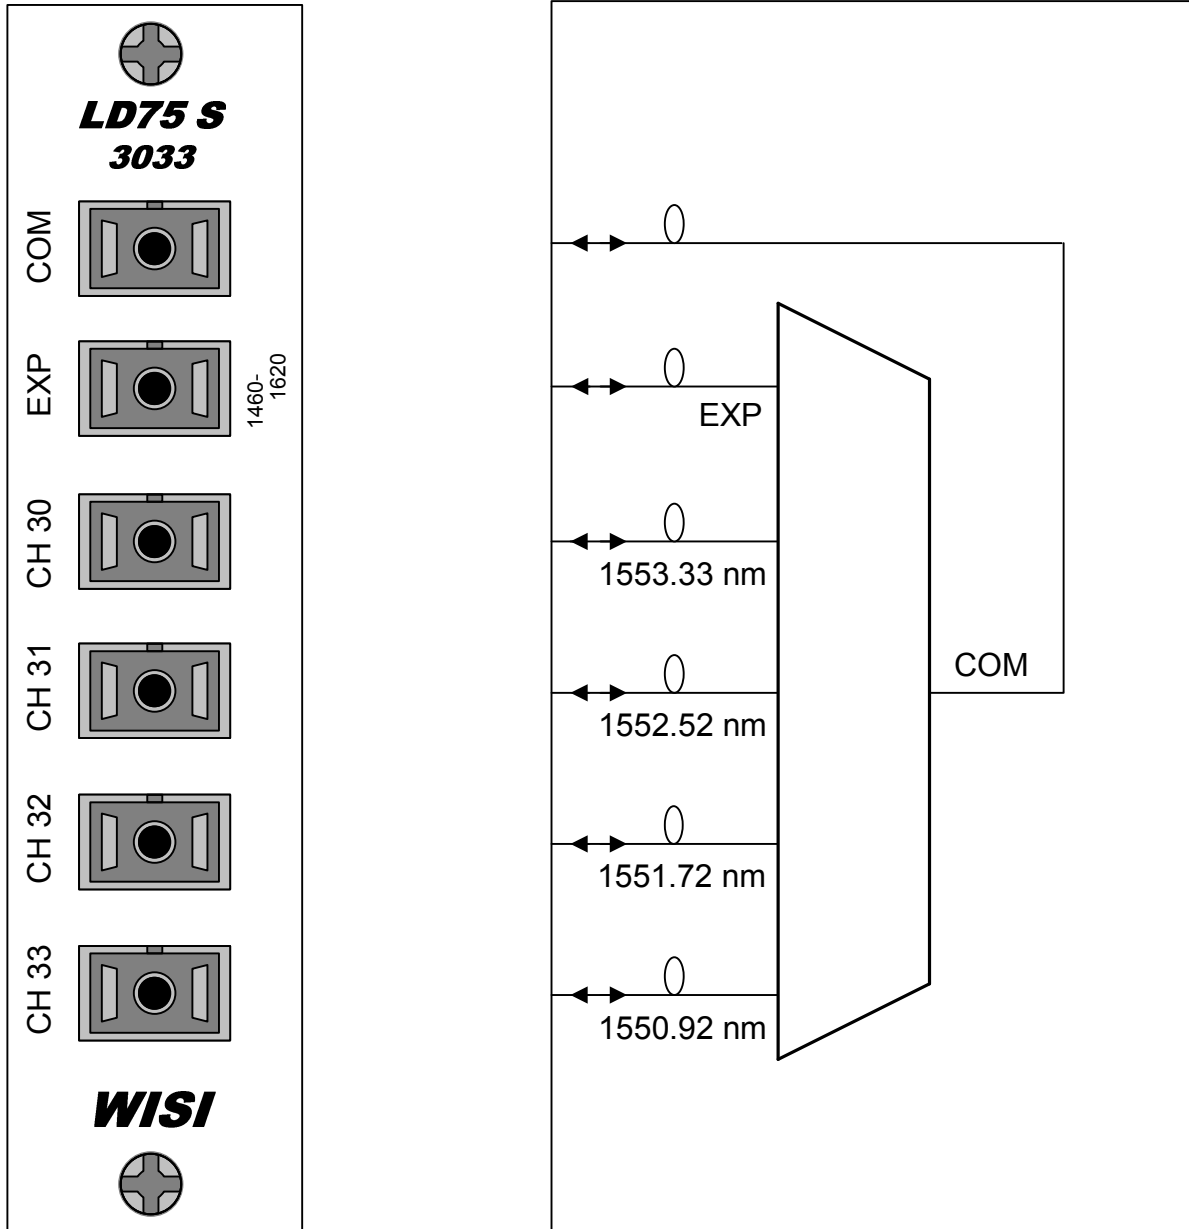 LD75 S
3033
COM
EXP
1460-
1620
CH 30
CH 31
CH 32
CH 33
WISI
EXP
1553.33 nm
1552.52 nm
COM
1551.72 nm
1550.92 nm